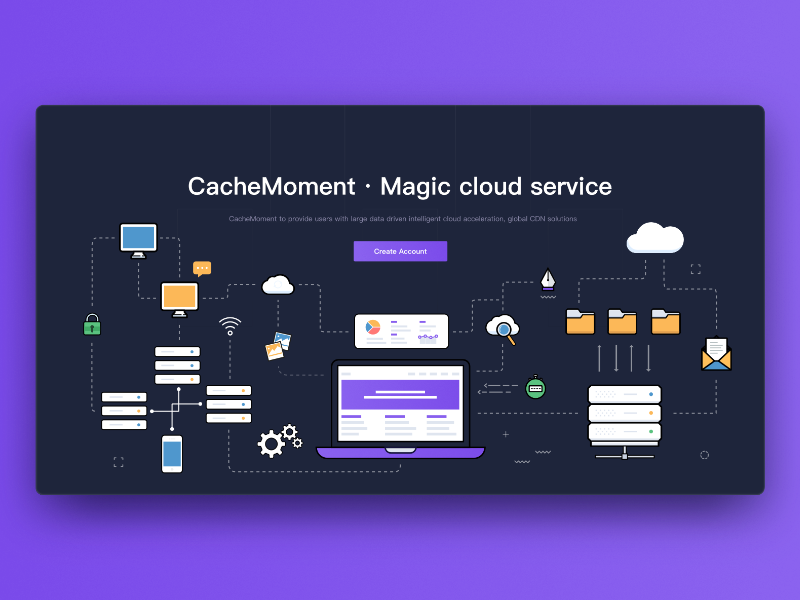 CacheMoment · Magic cloud service
CacheMoment to provide users with large data driven intelligent cloud acceleration, global CDN solutions
Create Account